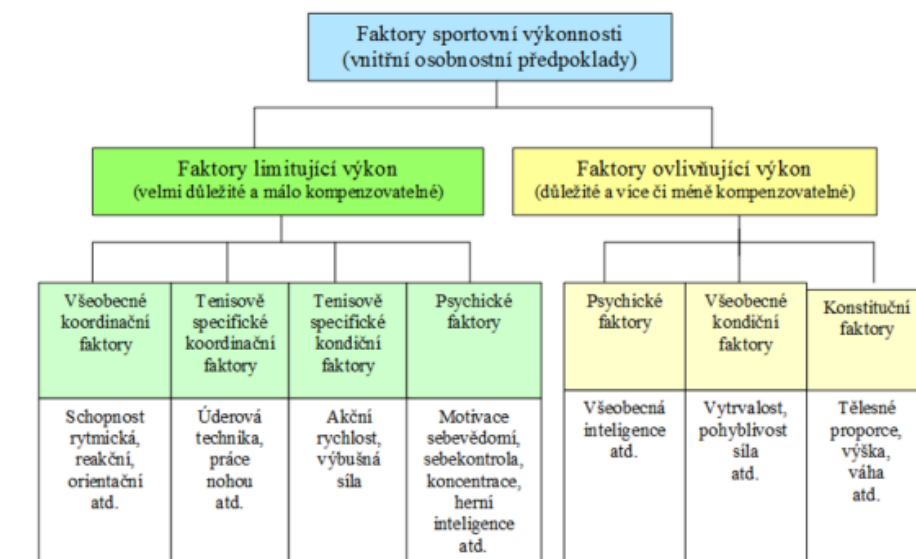 Faktory sportovní výkonnosti
(vnitřní osobnostní předpoklady)
Faktory limitující výkon
(velmi důležité a málo kompenzovatelné)
Faktory ovlivňující výkon
(důležité a více či méně kompenzovatelné)
Všeobecné
koordinační
faktory
Tenisově
specifické
koordinační
faktory
Tenisově
specifické
kondiční
faktory
Psychické
faktory
Psychické
faktory
Všeobecné
kondiční
faktory
Konstituční
faktory
Schopnost
rytmická,
reakční,
orientační
atd.
Úderová
technika,
práce
nohou
atd.
Akční
rychlost,
výbušná
síla
Motivace
sebevědomí,
sebekontrola,
koncentrace,
herní
inteligence
atd.
Všeobecná
inteligence
atd.
Vytrvalost,
pohyblivost
síla
atd.
Tělesné
proporce,
výška,
váha
atd.